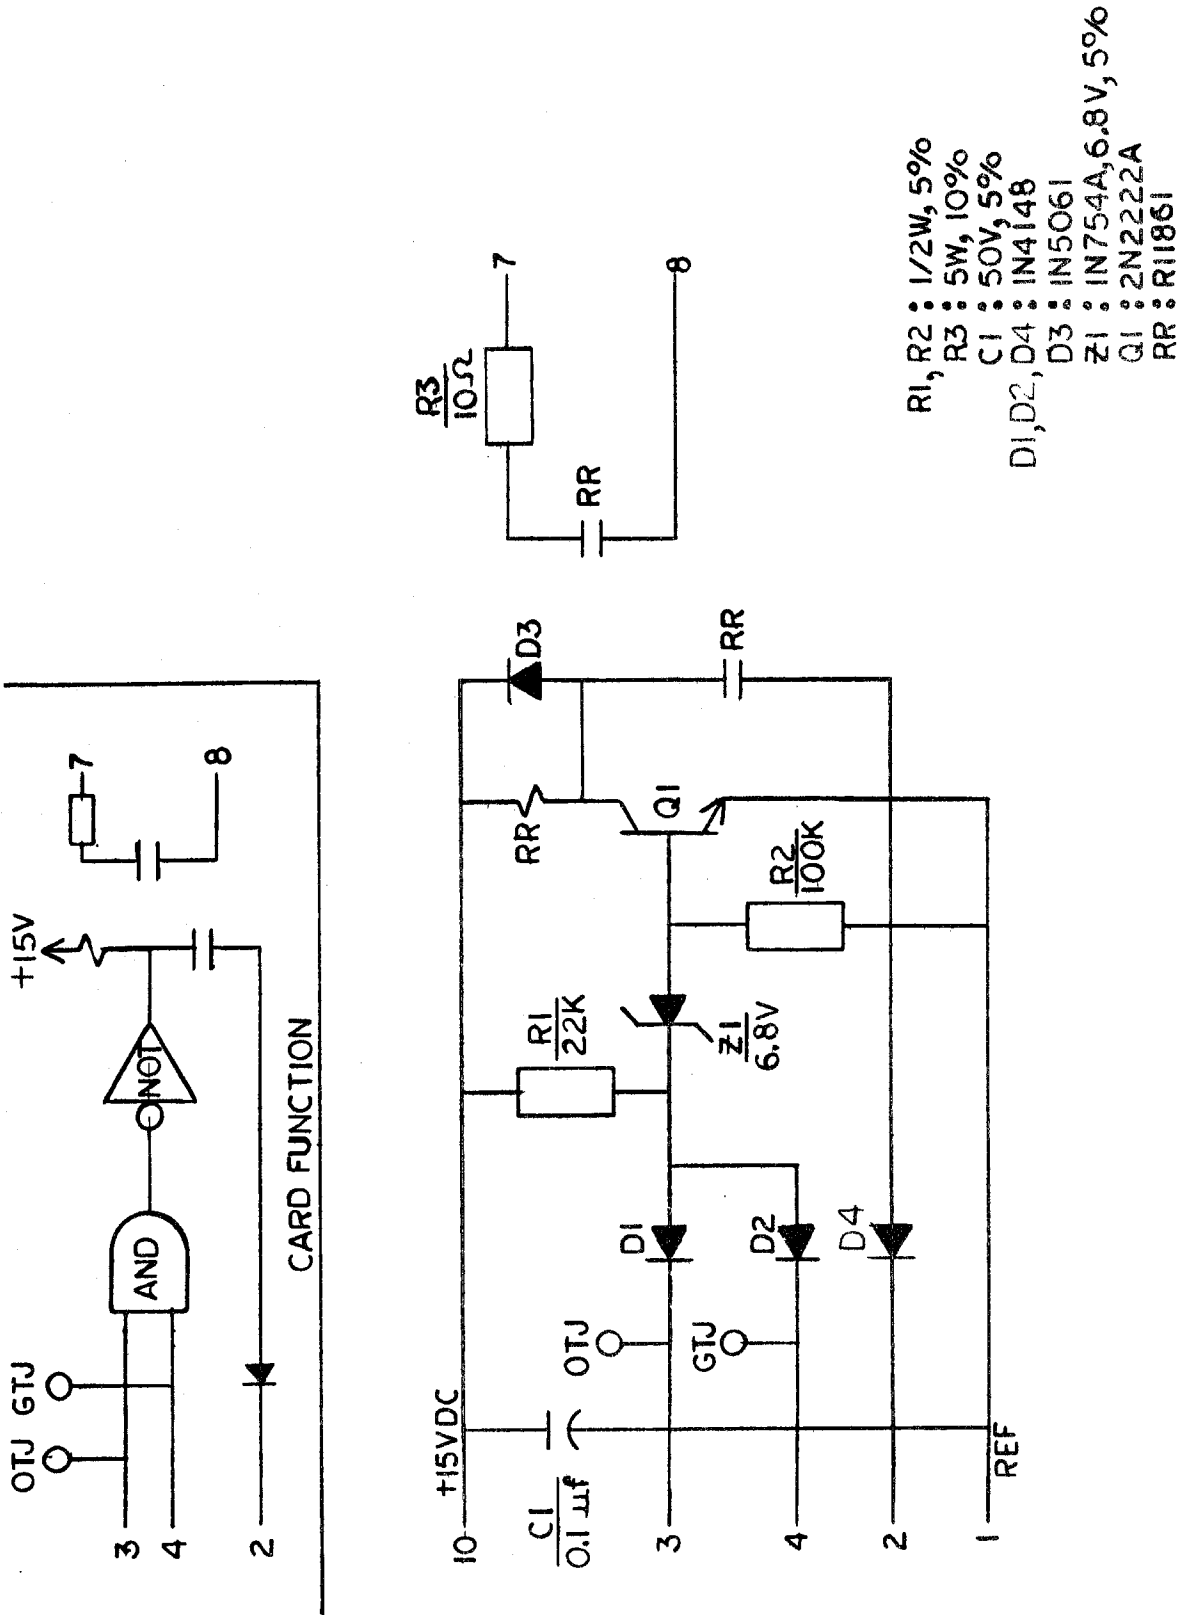 OTJ
GTJ
3
4
2
AND
NOT
+15V
7
8
CARD FUNCTION
10
+15VDC
C1
0.1 µf
3
4
2
1
REF
OTJ
GTJ
D1
D2
D4
R1
22K
Z1
6.8V
R2
100K
RR
Q1
D3
RR
RR
R3
10Ω
7
8
R1, R2 : 1/2W, 5%
R3 : 5W, 10%
C1 : 50V, 5%
D1, D2, D4 : 1N4148
D3 : 1N5061
Z1 : 1N754A, 6.8V, 5%
Q1 : 2N2222A
RR : R11861